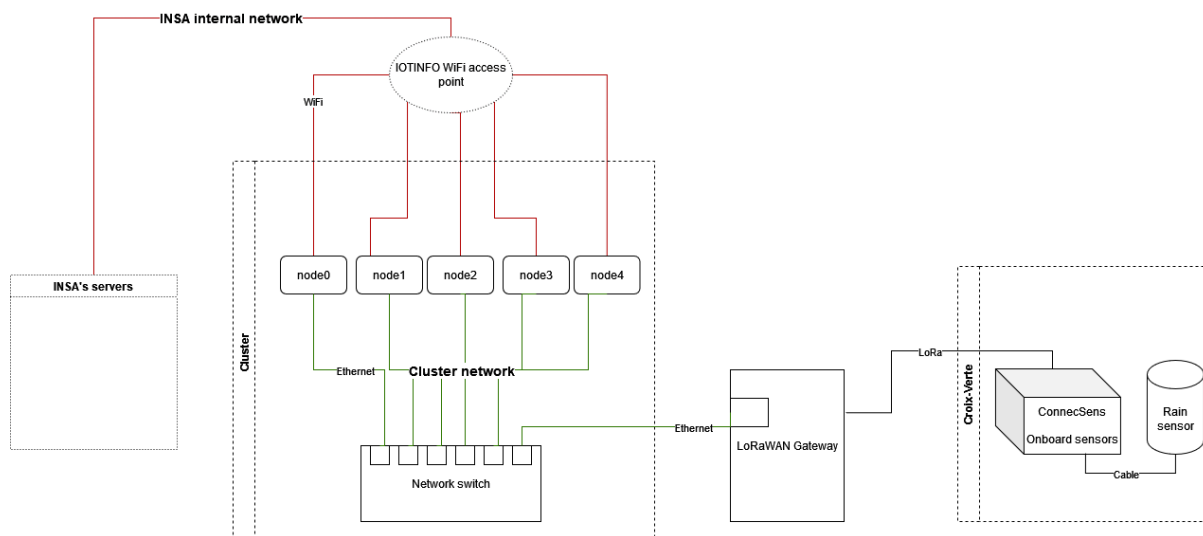 INSA internal network
IOTINFO WiFi access
point
WiFi
Cluster
node0
node1
node2
node3
node4
INSA's servers
Ethernet
Cluster network
Network switch
Ethernet
LoRaWAN Gateway
LoRa
Croix-Verte
ConnecSens
Onboard sensors
Rain
sensor
Cable